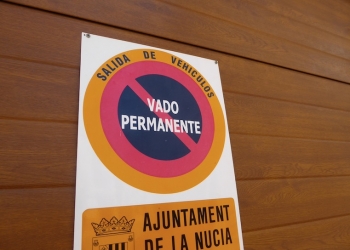 SALIDA DE VEHICULOS
VADO
PERMANENTE
AJUNTAMENT
DE LA NUCIA